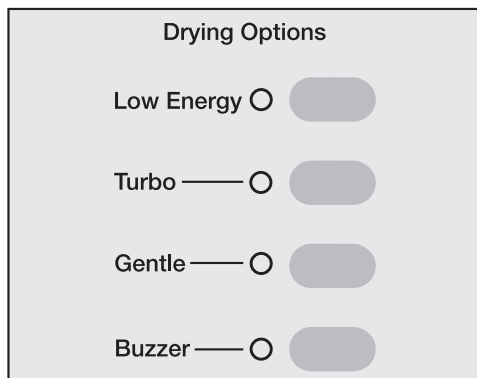 Drying Options
Low Energy
Turbo
Gentle
Buzzer